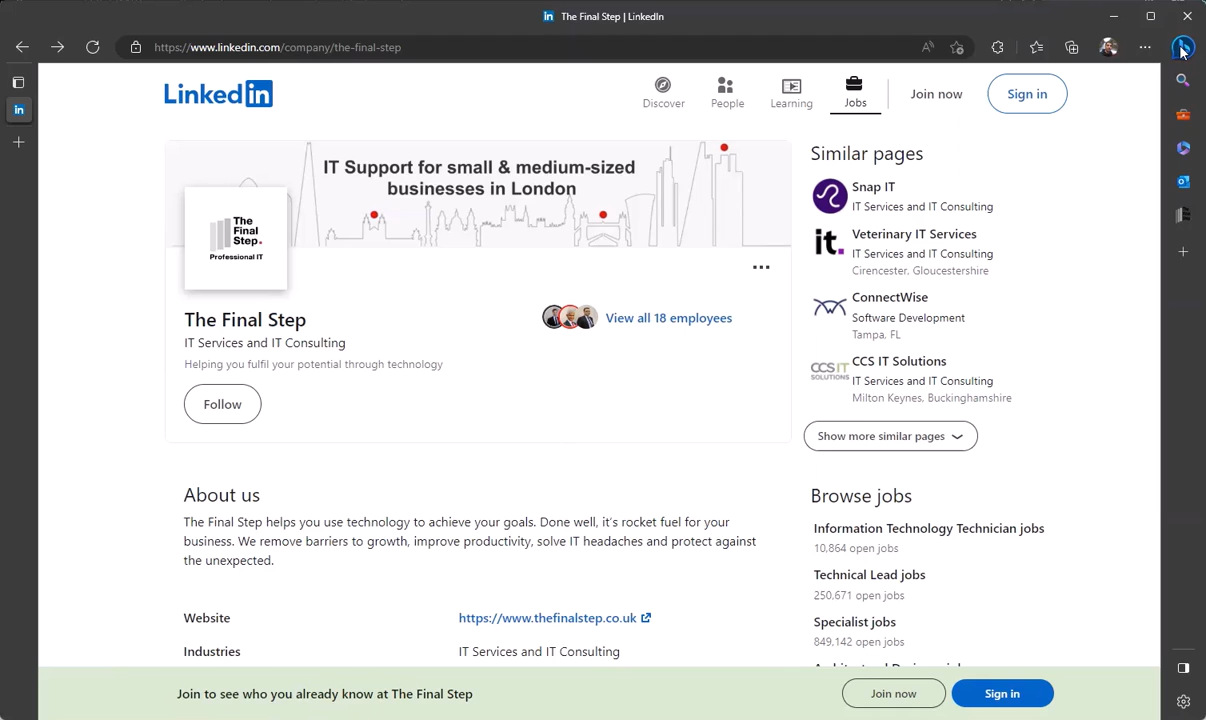 The Final Step | LinkedIn
https://www.linkedin.com/company/the-final-step
LinkedIn
Discover
People
Learning
Jobs
Join now
Sign in
IT Support for small & medium-sized
businesses in London
The
Final
Step.
Professional IT
The Final Step
IT Services and IT Consulting
Helping you fulfil your potential through technology
View all 18 employees
Follow
About us
The Final Step helps you use technology to achieve your goals. Done well, it's rocket fuel for your
business. We remove barriers to growth, improve productivity, solve IT headaches and protect against
the unexpected.
Website
https://www.thefinalstep.co.uk
Industries
IT Services and IT Consulting
Similar pages
Snap IT
IT Services and IT Consulting
it.
Veterinary IT Services
IT Services and IT Consulting
Cirencester, Gloucestershire
ConnectWise
Software Development
Tampa, FL
CCS IT
SOLUTIONS
CCS IT Solutions
IT Services and IT Consulting
Milton Keynes, Buckinghamshire
Show more similar pages
Browse jobs
Information Technology Technician jobs
10,864 open jobs
Technical Lead jobs
250,671 open jobs
Specialist jobs
849,142 open jobs
Join to see who you already know at The Final Step
Join now
Sign in